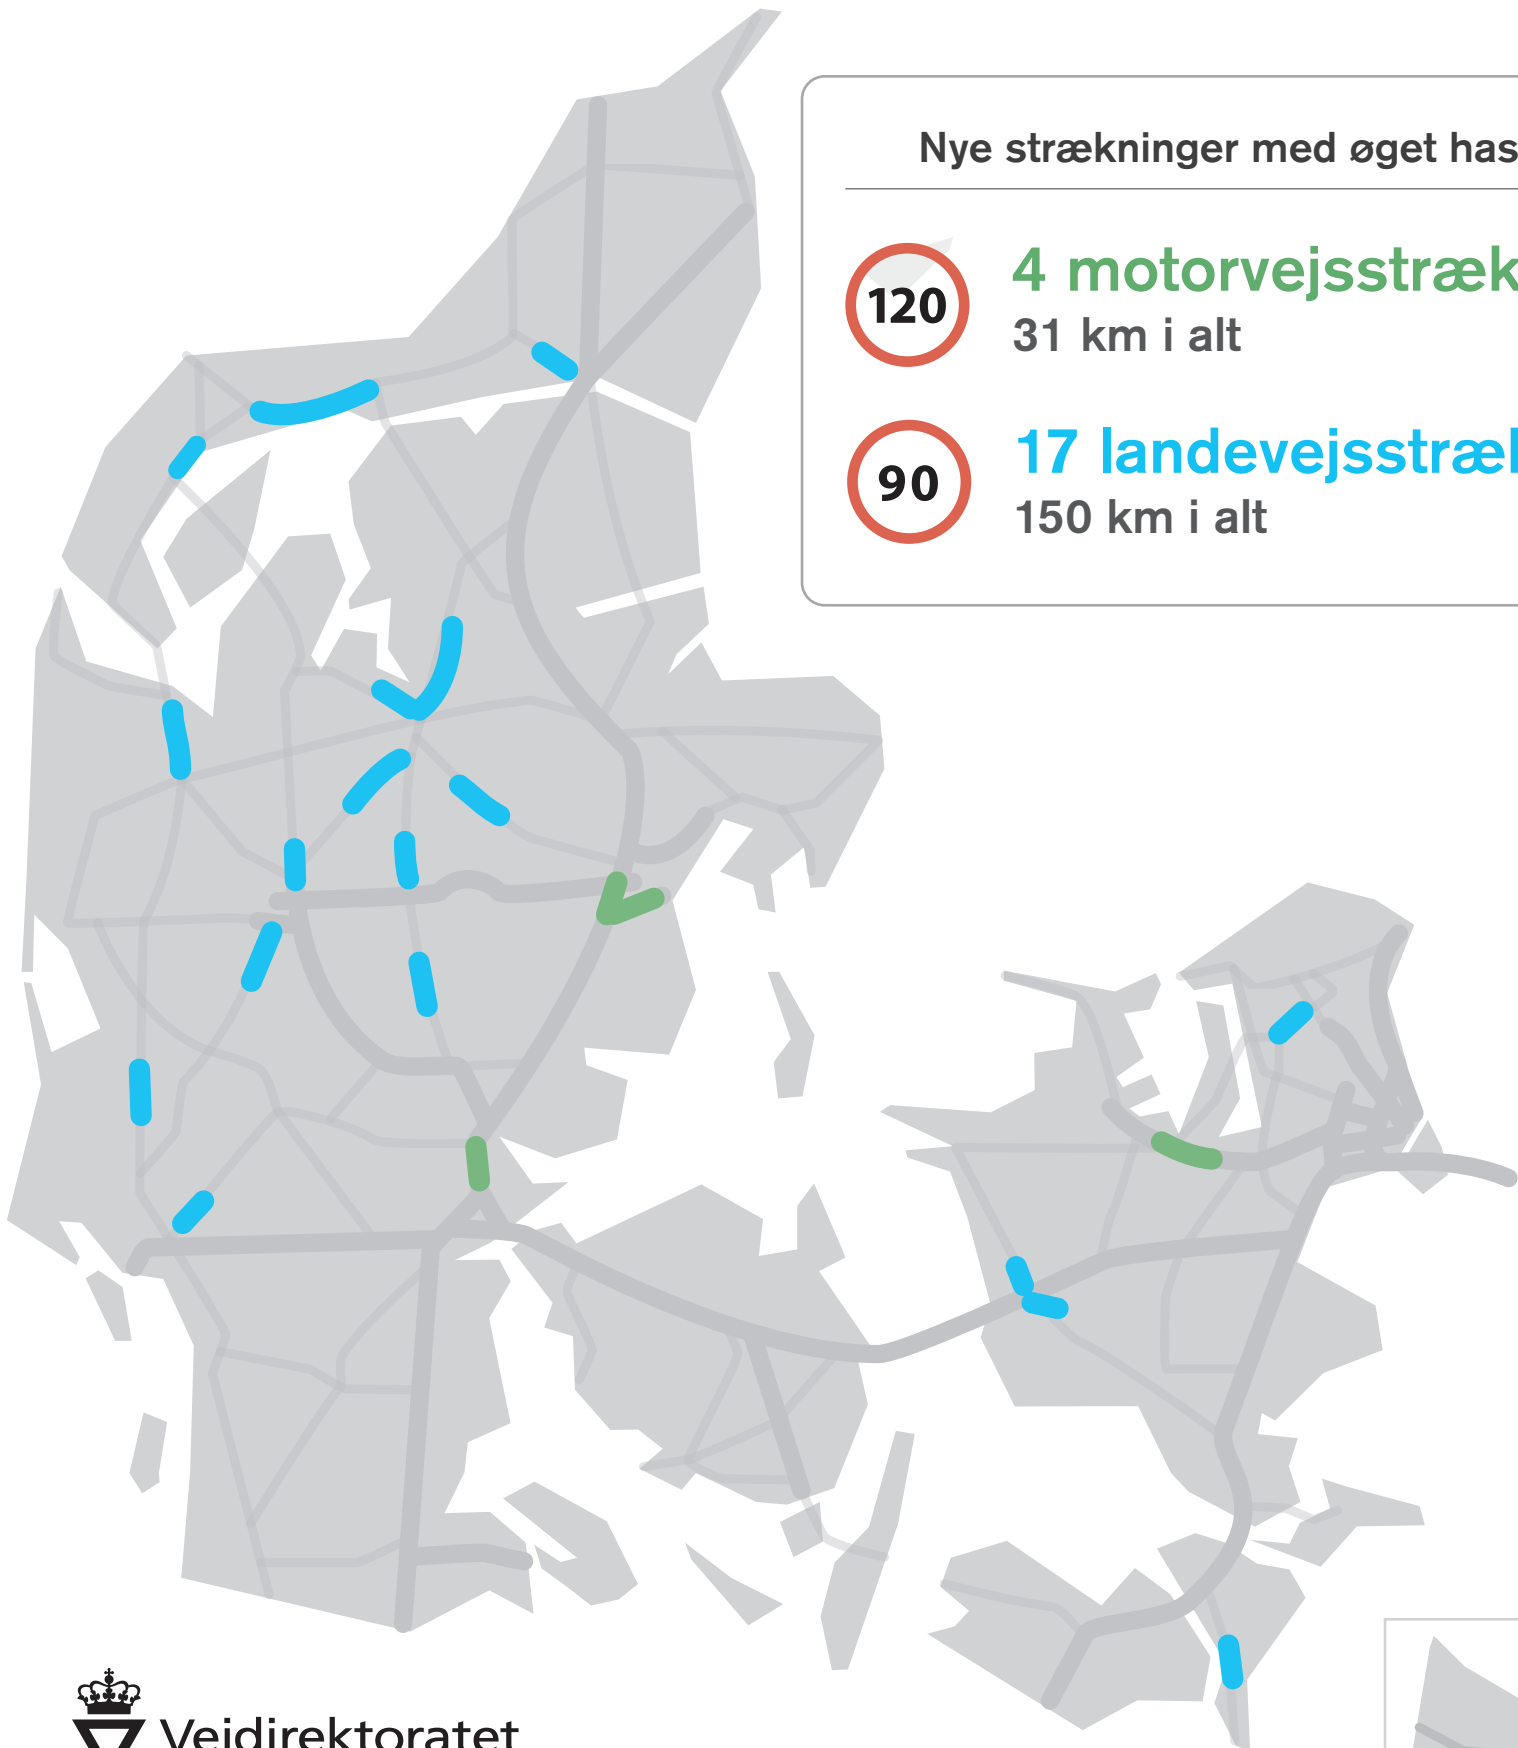 Nye strækninger med øget has
120
4 motorvejsstræk
31 km i alt
90
17 landevejsstræk
150 km i alt
Vejdirektoratet